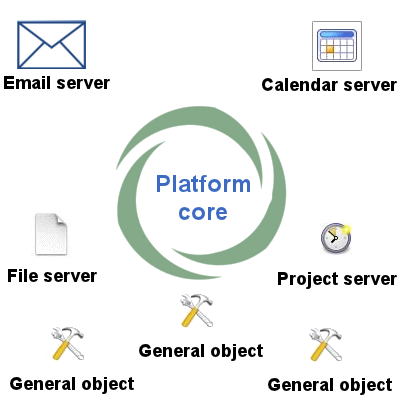 Email server
Calendar server
Platform
core
File server
Project server
General object
General object
General object